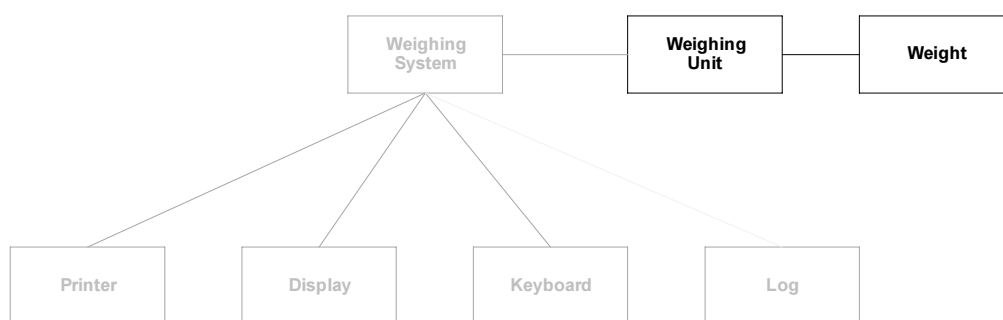 Weighing
System
Weighing
Unit
Weight
Printer
Display
Keyboard
Log